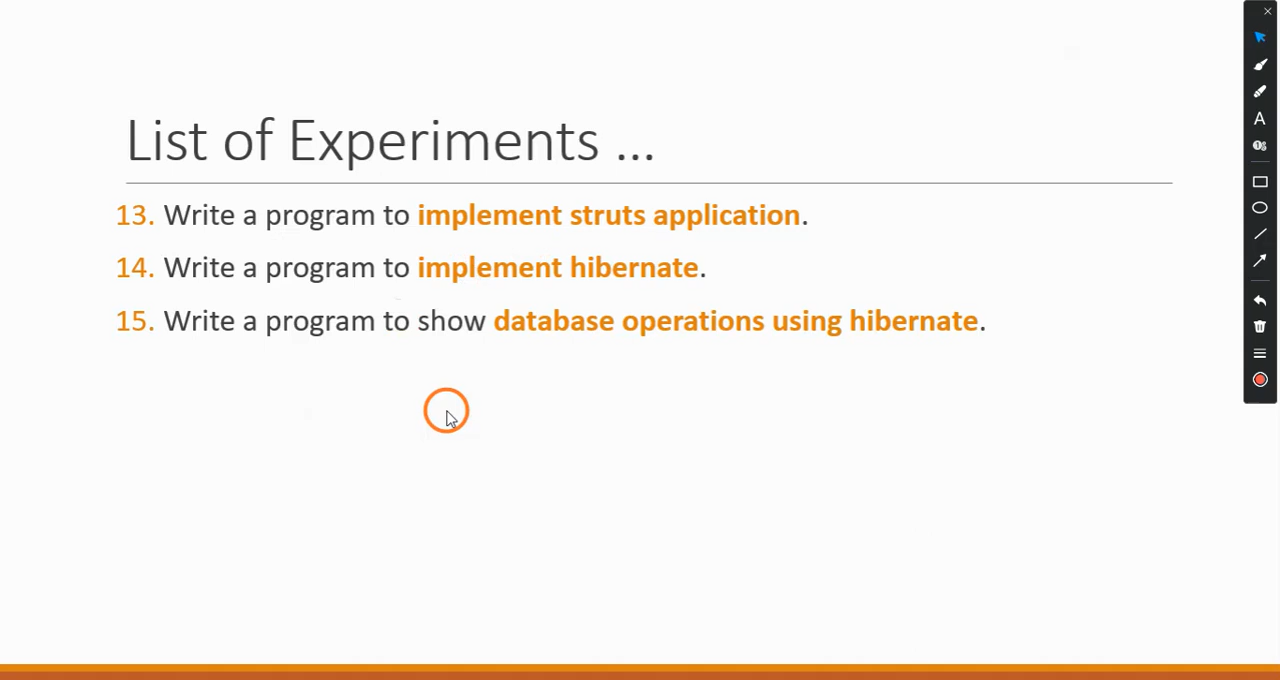 List of Experiments ...
13. Write a program to implement struts application.
14. Write a program to implement hibernate.
15. Write a program to show database operations using hibernate.
A